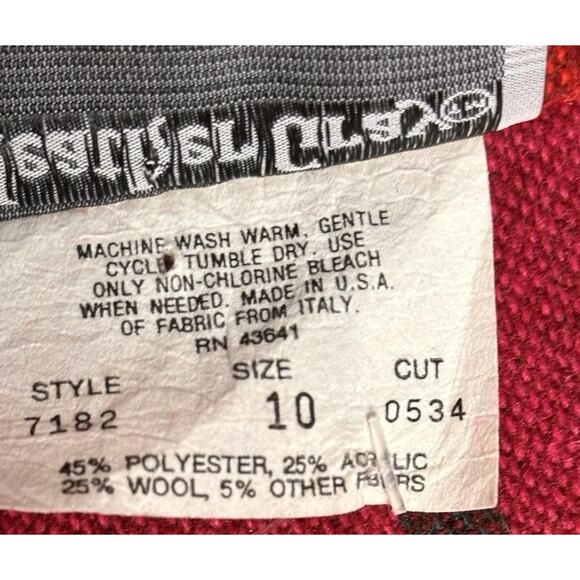 MACHINE WASH WARM, GENTLE
CYCLE TUMBLE DRY. USE
ONLY NON-CHLORINE BLEACH
WHEN NEEDED. MADE IN U.S.A.
OF FABRIC FROM ITALY.
RN 43641
STYLE SIZE CUT
7182 10 0534
45% POLYESTER, 25% ACRYLIC
25% WOOL, 5% OTHER FIBERS